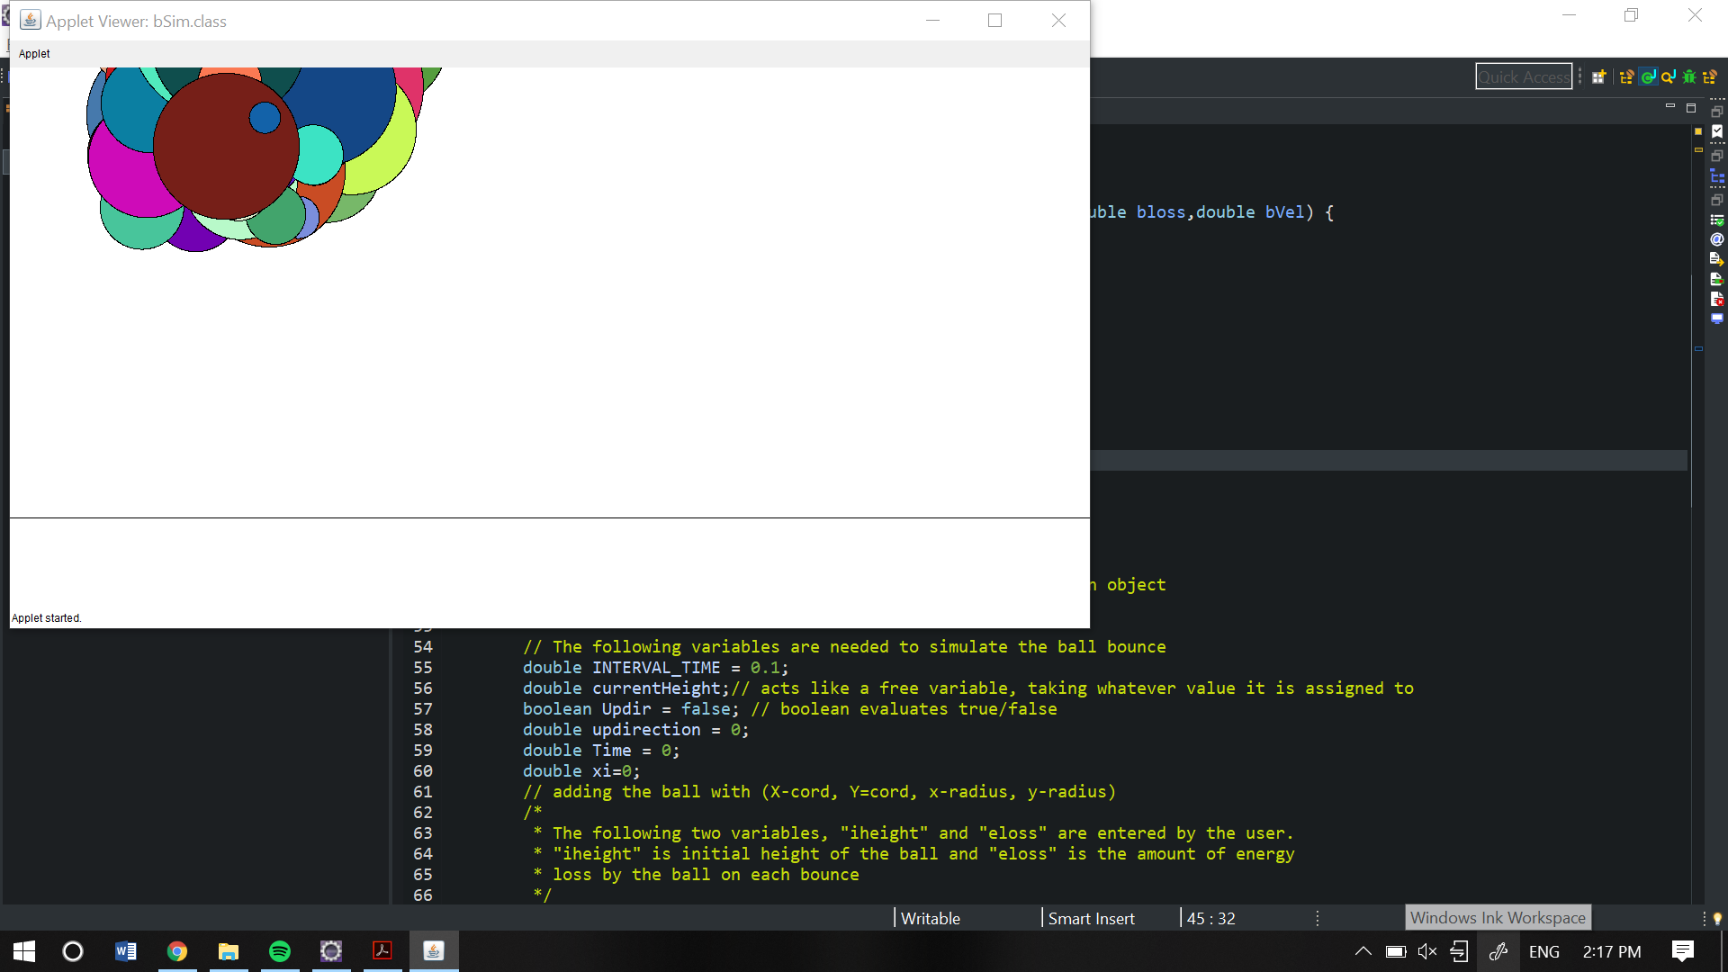 Applet Viewer: bSim.class
Applet
Quick Access
uble bloss,double bVel) {
n object
Applet started.
54 // The following variables are needed to simulate the ball bounce
55 double INTERVAL_TIME = 0.1;
56 double currentHeight;// acts like a free variable, taking whatever value it is assigned to
57 boolean Updir = false; // boolean evaluates true/false
58 double updirection = 0;
59 double Time = 0;
60 double xi=0;
61 // adding the ball with (X-cord, Y=cord, x-radius, y-radius)
62 /*
63 * The following two variables, "iheight" and "eloss" are entered by the user.
64 * "iheight" is initial height of the ball and "eloss" is the amount of energy
65 * loss by the ball on each bounce
66 */
Writable Smart Insert 45 : 32 Windows Ink Workspace
ENG 2:17 PM